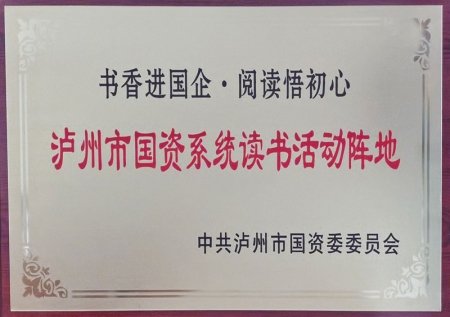 书香进国企·阅读悟初心
泸州市国资系统读书活动阵地
中共泸州市国资委委员会